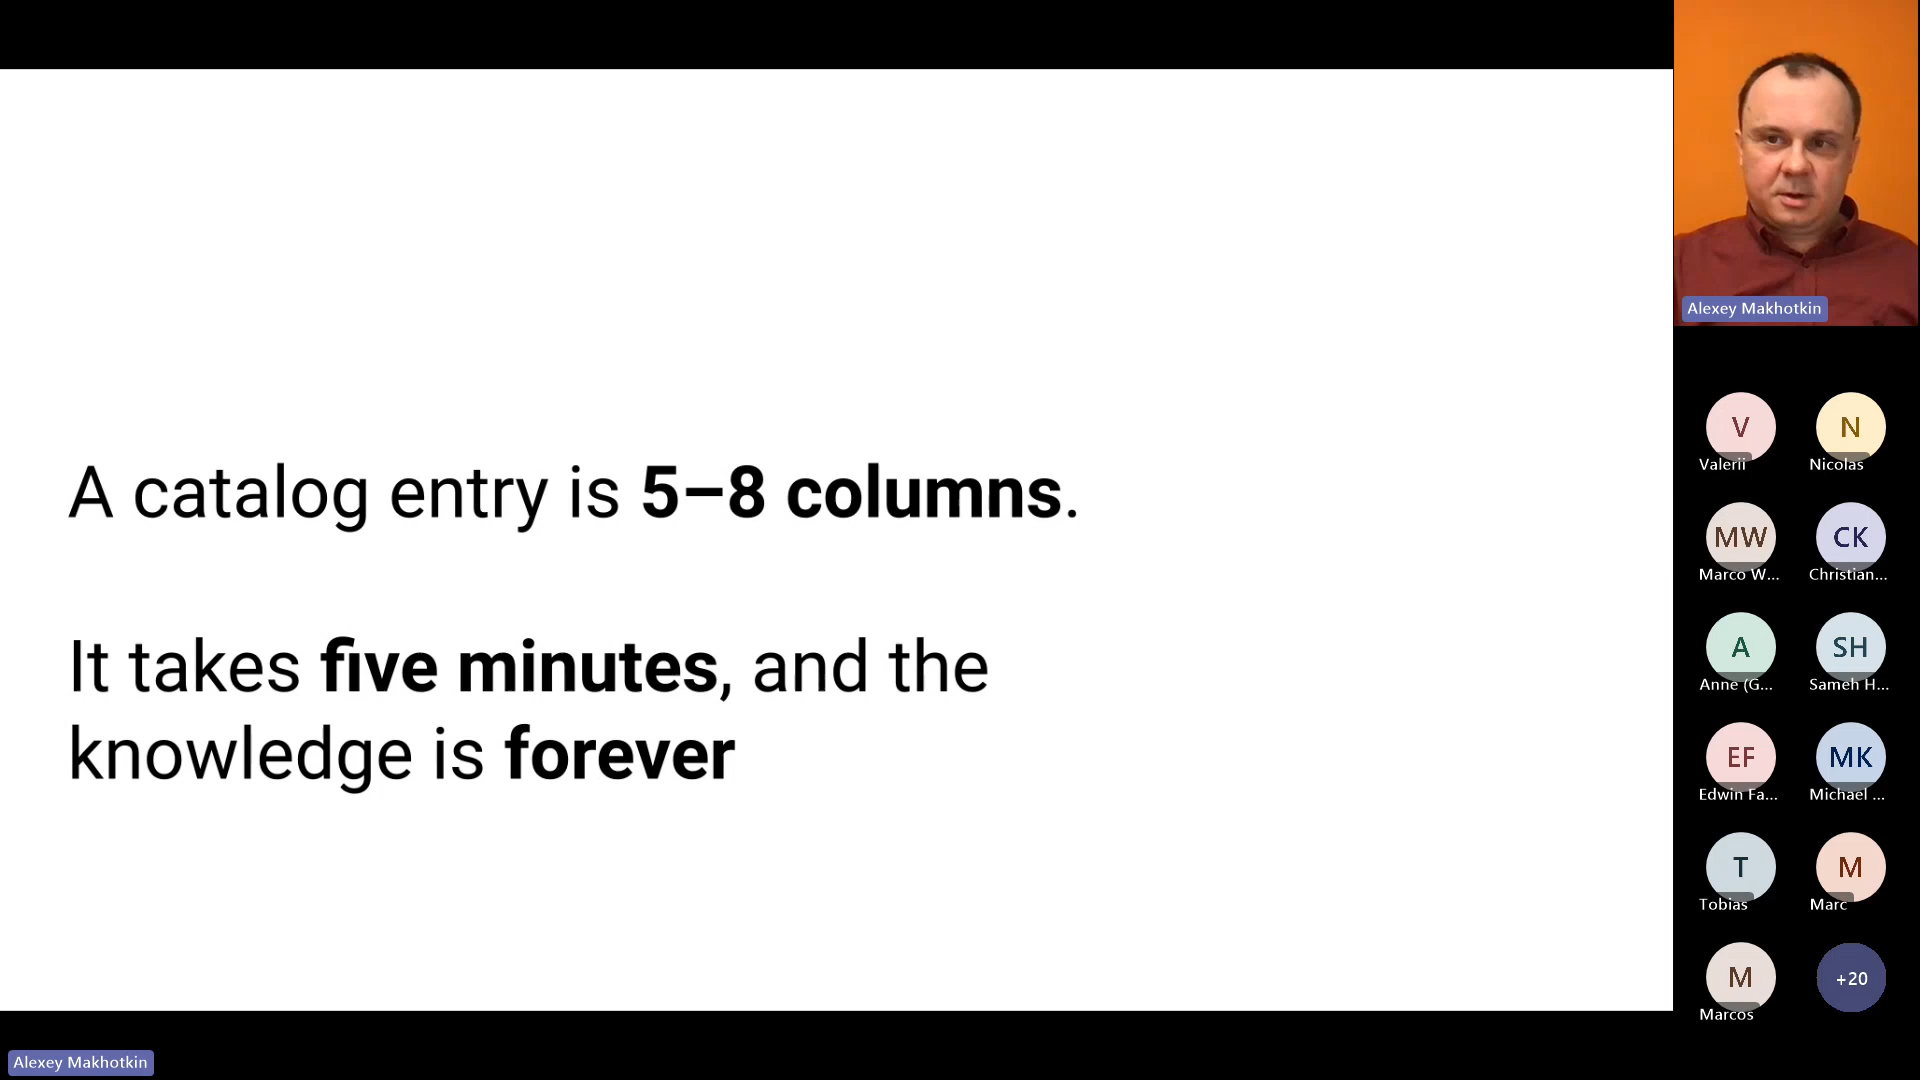 A catalog entry is 5–8 columns.
It takes five minutes, and the
knowledge is forever
Alexey Makhotkin
V
Valerii
N
Nicolas
MW
Marco W...
CK
Christian...
A
Anne (G...
SH
Sameh H...
EF
Edwin Fa...
MK
Michael ...
T
Tobias
M
Marc
M
Marcos
+20
Alexey Makhotkin